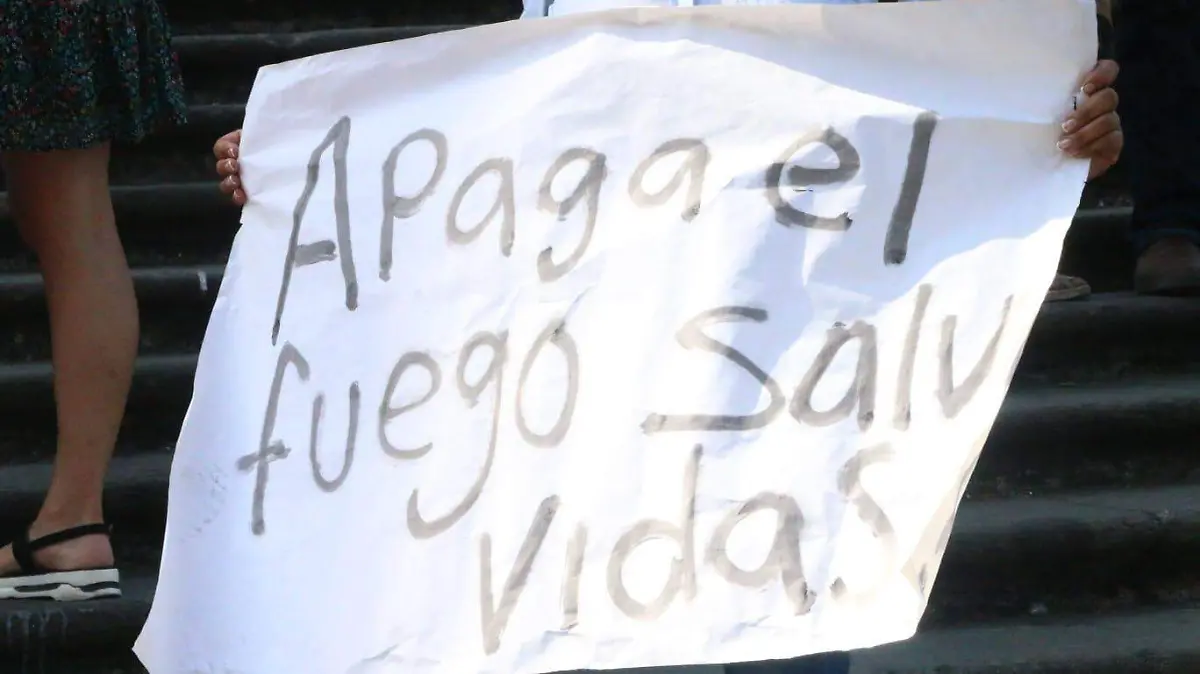 Apaga el
fuego Salv
vidas.